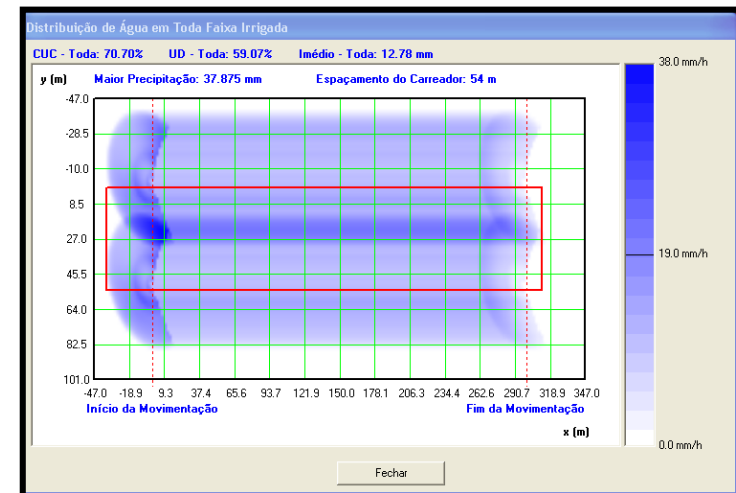 Distribuição de Água em Toda Faixa Irrigada
CUC - Toda: 70.70% UD - Toda: 59.07% Imédio - Toda: 12.78 mm
38.0 mm/h
y (m) Maior Precipitação: 37.875 mm Espaçamento do Carreador: 54 m
-47.0
-28.5
-10.0
8.5
27.0
19.0 mm/h
45.5
64.0
82.5
101.0
-47.0 -18.9 9.3 37.4 65.6 93.7 121.9 150.0 178.1 206.3 234.4 262.6 290.7 318.9 347.0
Início da Movimentação Fim da Movimentação
x (m)
0.0 mm/h
Fechar